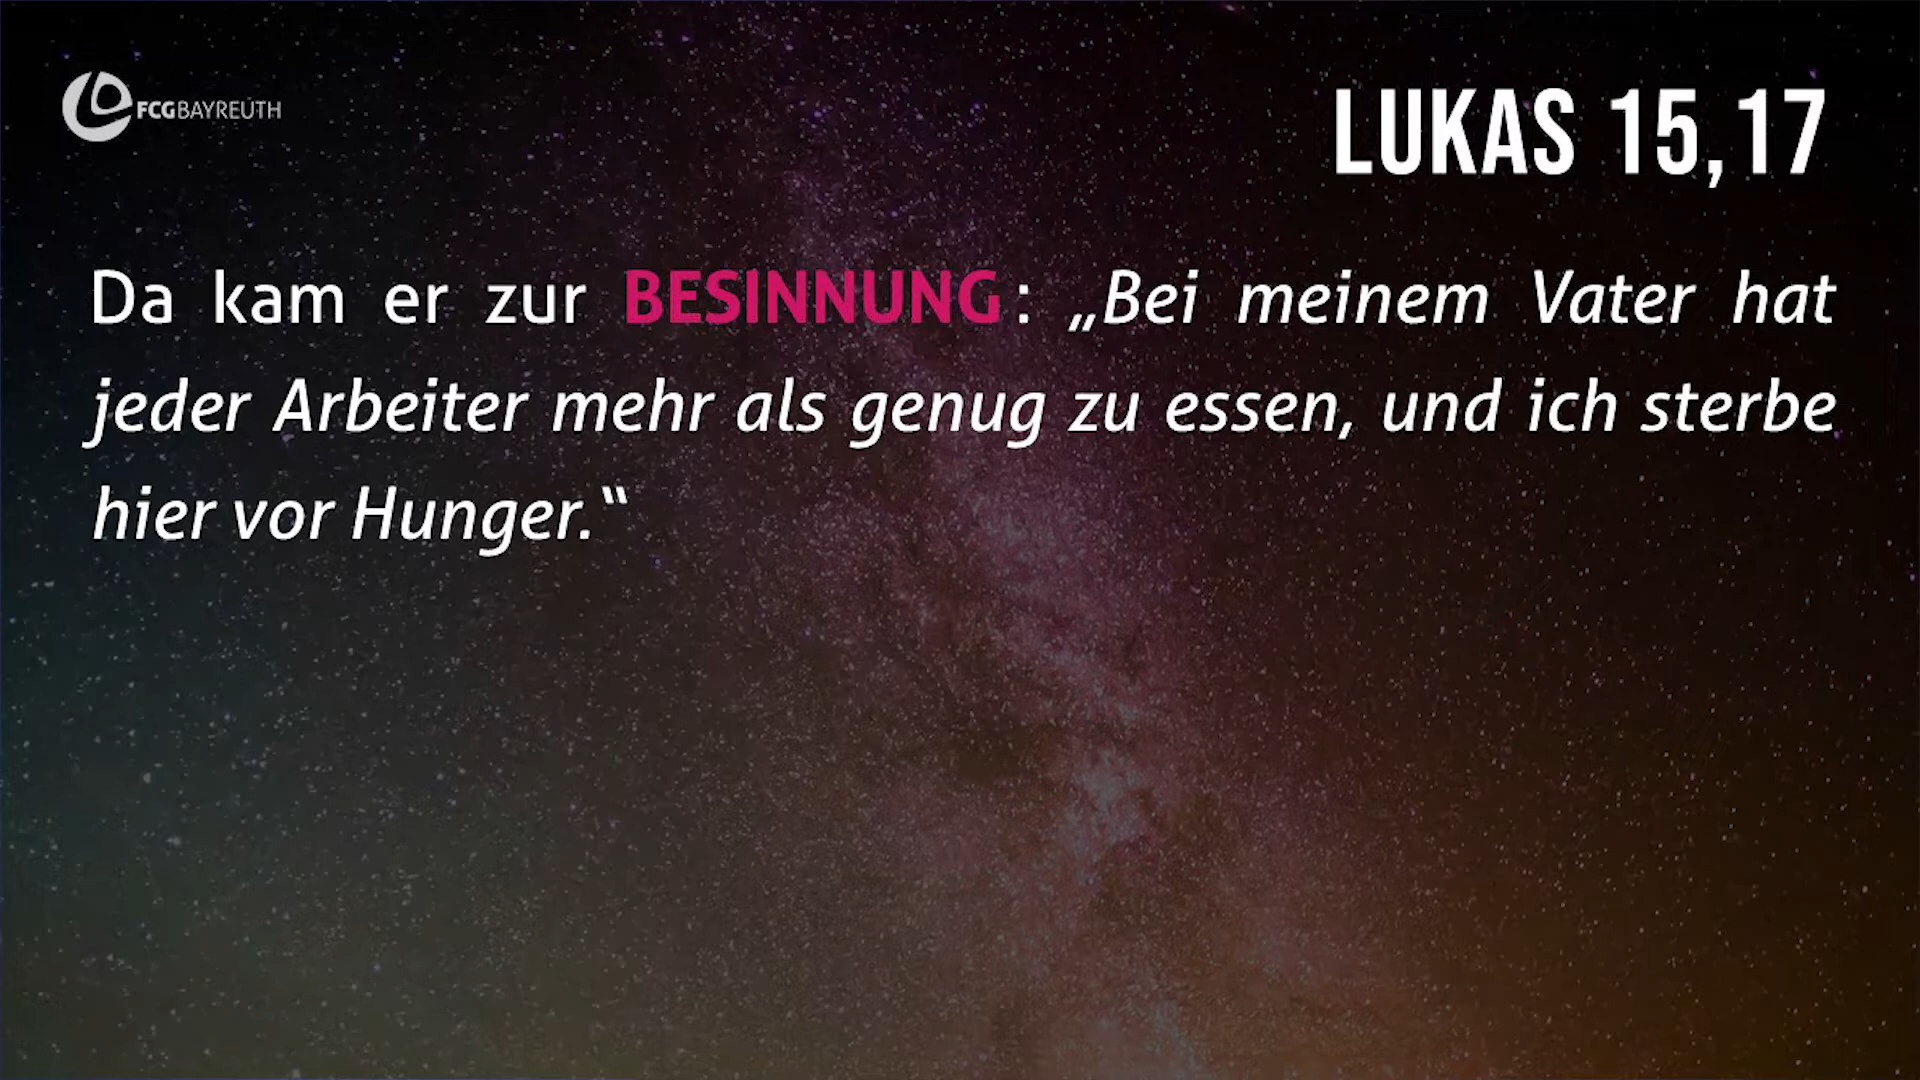 FCGBAYREUTH
LUKAS 15,17
Da kam er zur BESINNUNG: „Bei meinem Vater hat
jeder Arbeiter mehr als genug zu essen, und ich sterbe
hier vor Hunger.“